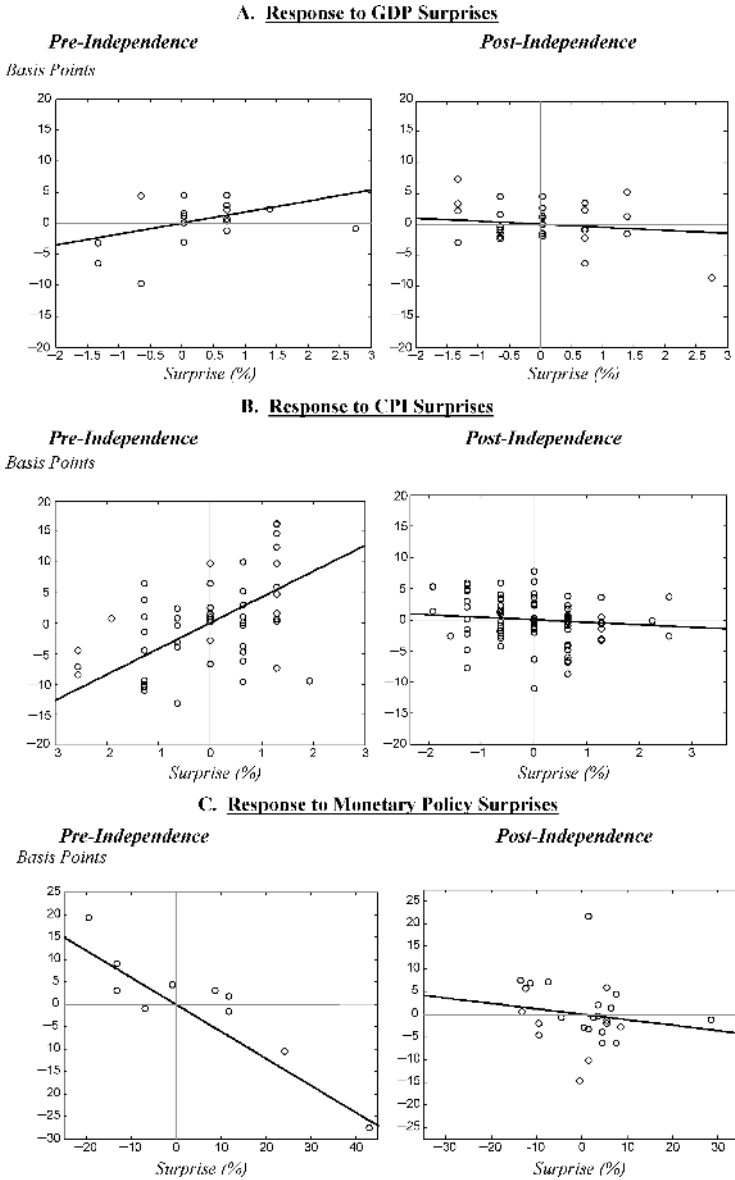 A. Response to GDP Surprises
Pre-Independence Post-Independence
Basis Points
20 20
15 15
10 10
5 5
0 0
−5 −5
−10 −10
−15 −15
−20 −20
−2 −1.5 −1 −0.5 0 0.5 1 1.5 2 2.5 3 −2 −1.5 −1 −0.5 0 0.5 1 1.5 2 2.5 3
Surprise (%) Surprise (%)
B. Response to CPI Surprises
Pre-Independence Post-Independence
Basis Points
20 20
15 15
10 10
5 5
0 0
−5 −5
−10 −10
−15 −15
−20 −20
3 2 1 0 1 2 3 −2 −1 0 1 2 3
Surprise (%) Surprise (%)
C. Response to Monetary Policy Surprises
Pre-Independence Post-Independence
Basis Points
25 25
20 20
15 15
10 10
5 5
0 0
−5 −5
−10 −10
−15 −15
−20 −20
−25 −25
−30
−20 −10 0 10 20 30 40 −30 −20 −10 0 10 20 30
Surprise (%) Surprise (%)